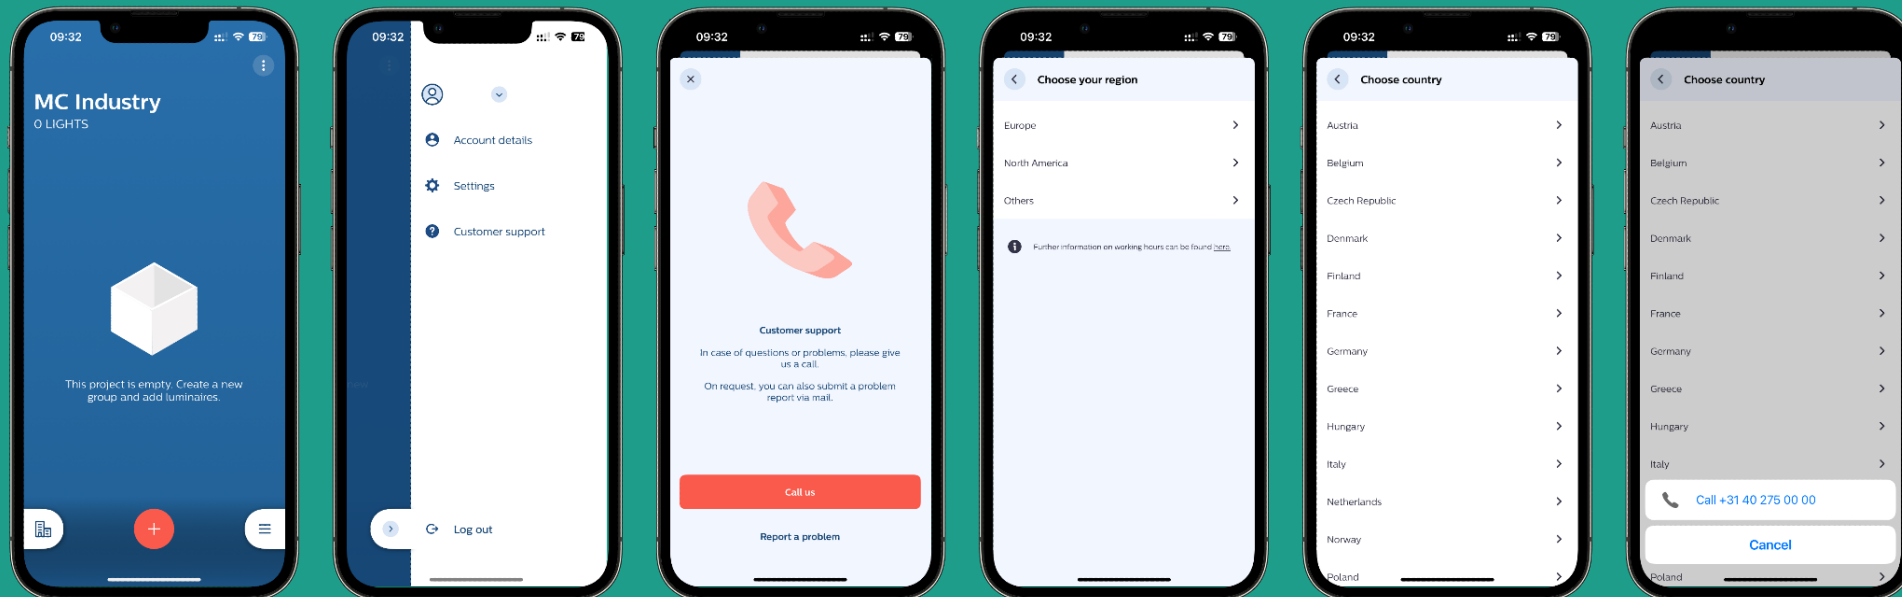 09:32
79
MC Industry
0 LIGHTS
This project is empty. Create a new
group and add luminaires.
09:32
79
Account details
Settings
Customer support
Log out
09:32
79
Customer support
In case of questions or problems, please give
us a call.
On request, you can also submit a problem
report via mail.
Call us
Report a problem
09:32
79
Choose your region
Europe
North America
Others
Further information on working hours can be found here.
09:32
79
Choose country
Austria
Belgium
Czech Republic
Denmark
Finland
France
Germany
Greece
Hungary
Italy
Netherlands
Norway
Poland
Choose country
Austria
Belgium
Czech Republic
Denmark
Finland
France
Germany
Greece
Hungary
Italy
Call +31 40 275 00 00
Cancel
Poland